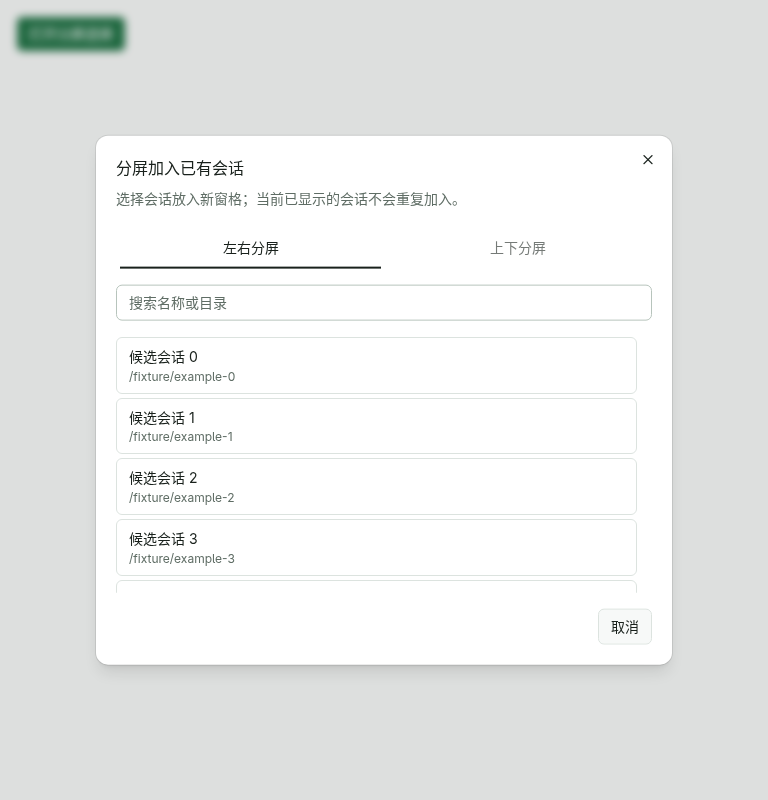 分屏加入已有会话
选择会话放入新窗格；当前已显示的会话不会重复加入。
左右分屏
上下分屏
搜索名称或目录
候选会话 0
/fixture/example-0
候选会话 1
/fixture/example-1
候选会话 2
/fixture/example-2
候选会话 3
/fixture/example-3
取消